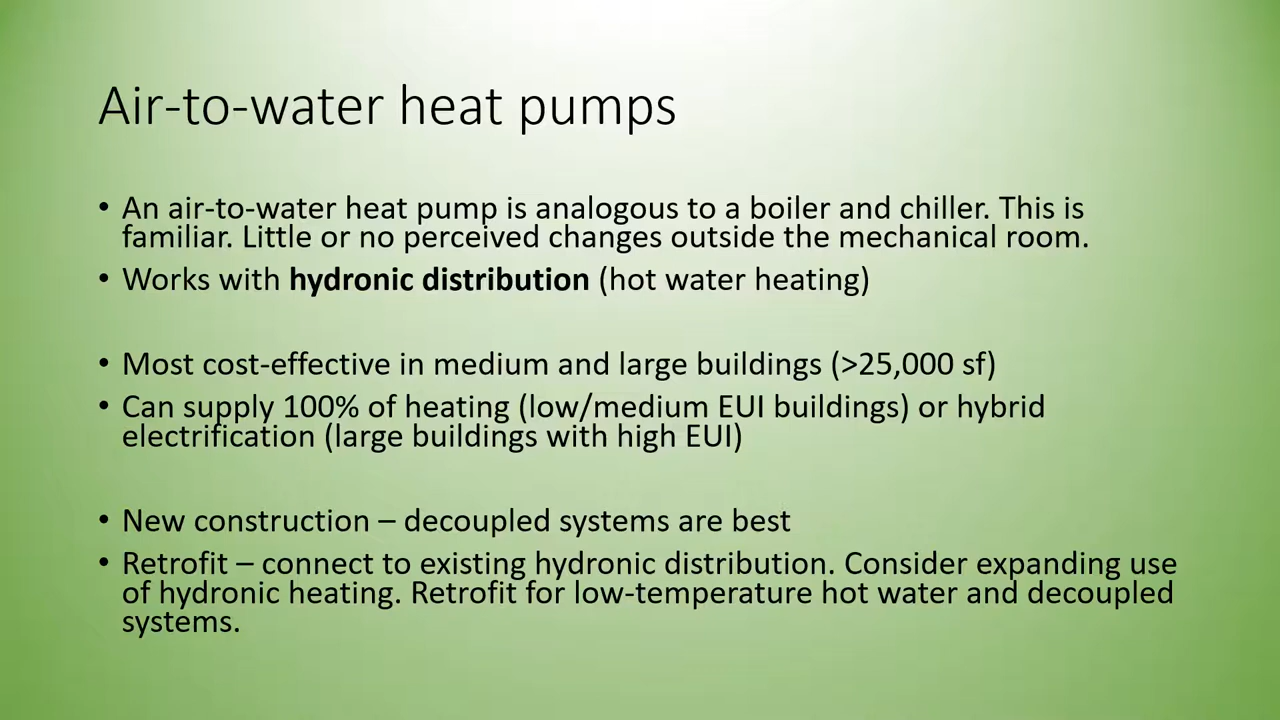 Air-to-water heat pumps
• An air-to-water heat pump is analogous to a boiler and chiller. This is
familiar. Little or no perceived changes outside the mechanical room.
• Works with hydronic distribution (hot water heating)
• Most cost-effective in medium and large buildings (>25,000 sf)
• Can supply 100% of heating (low/medium EUI buildings) or hybrid
electrification (large buildings with high EUI)
• New construction – decoupled systems are best
• Retrofit – connect to existing hydronic distribution. Consider expanding use
of hydronic heating. Retrofit for low-temperature hot water and decoupled
systems.